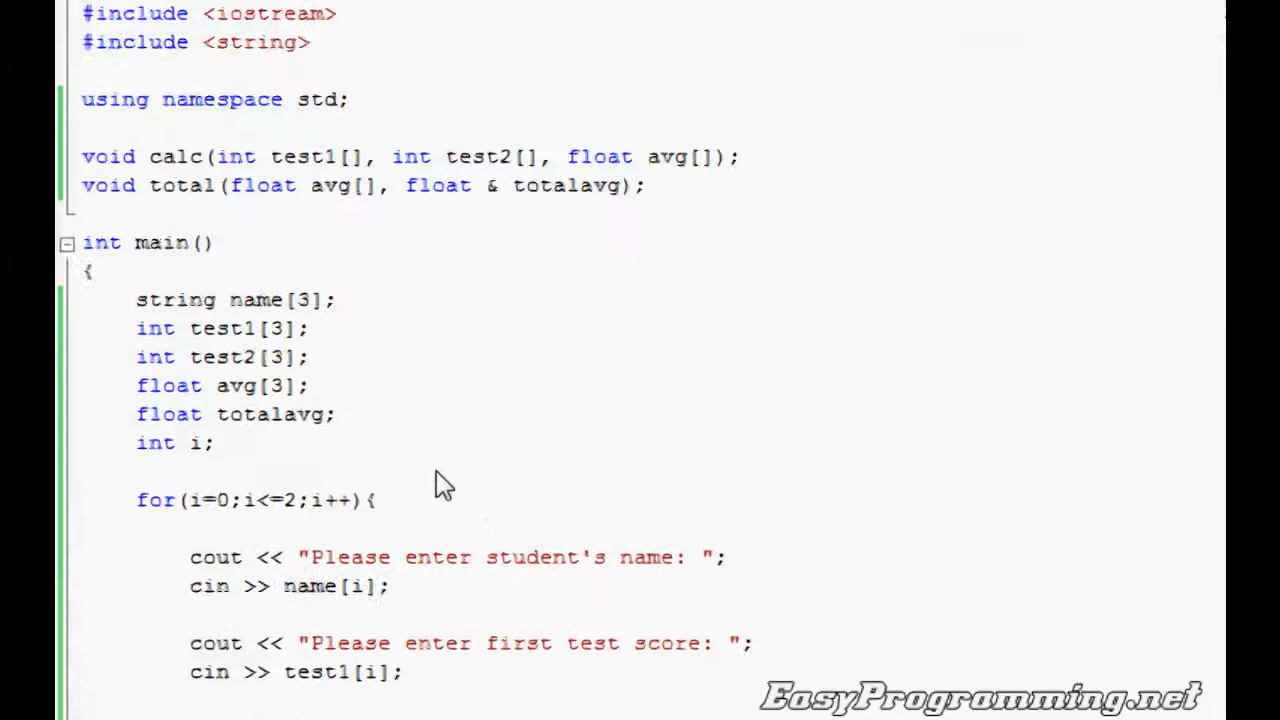 #include <iostream>
#include <string>
using namespace std;
void calc(int test1[], int test2[], float avg[]);
void total(float avg[], float & totalavg);
int main()
{
string name[3];
int test1[3];
int test2[3];
float avg[3];
float totalavg;
int i;
for(i=0;i<=2;i++){
cout << "Please enter student's name: ";
cin >> name[i];
cout << "Please enter first test score: ";
cin >> test1[i];
EasyProgramming.net